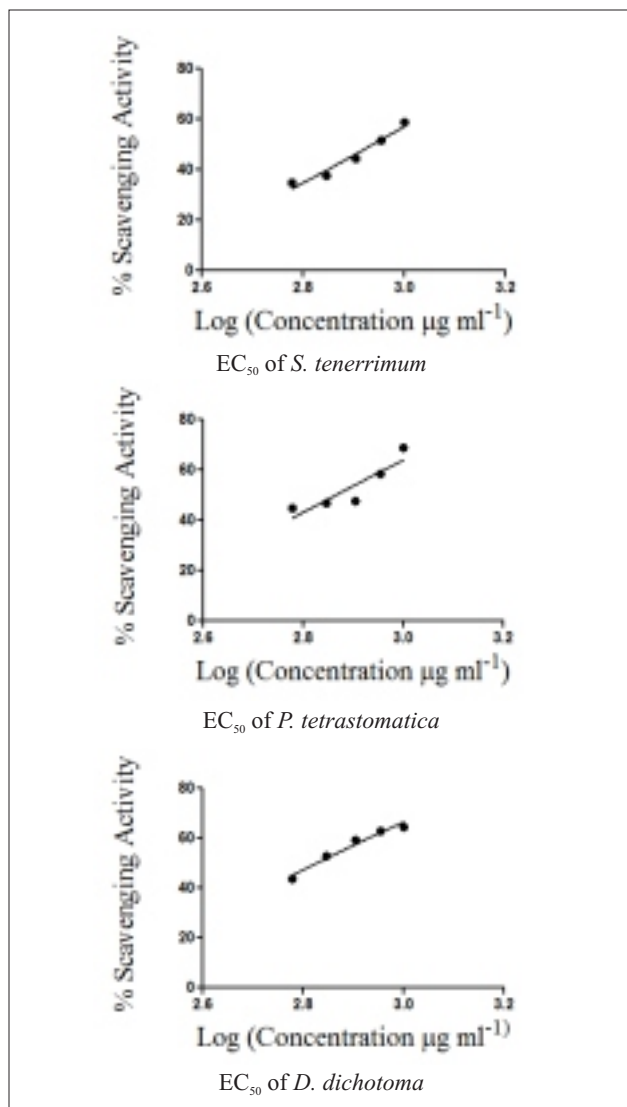 80
60
40
20
0
% Scavenging Activity
2.6 2.8 3.0 3.2
Log (Concentration μg ml⁻¹)
EC₅₀ of S. tenerrimum
80
60
40
20
0
% Scavenging Activity
2.6 2.8 3.0 3.2
Log (Concentration μg ml⁻¹)
EC₅₀ of P. tetrastomatica
80
60
40
20
0
% Scavenging Activity
2.6 2.8 3.0 3.2
Log (Concentration μg ml⁻¹⁾
EC₅₀ of D. dichotoma